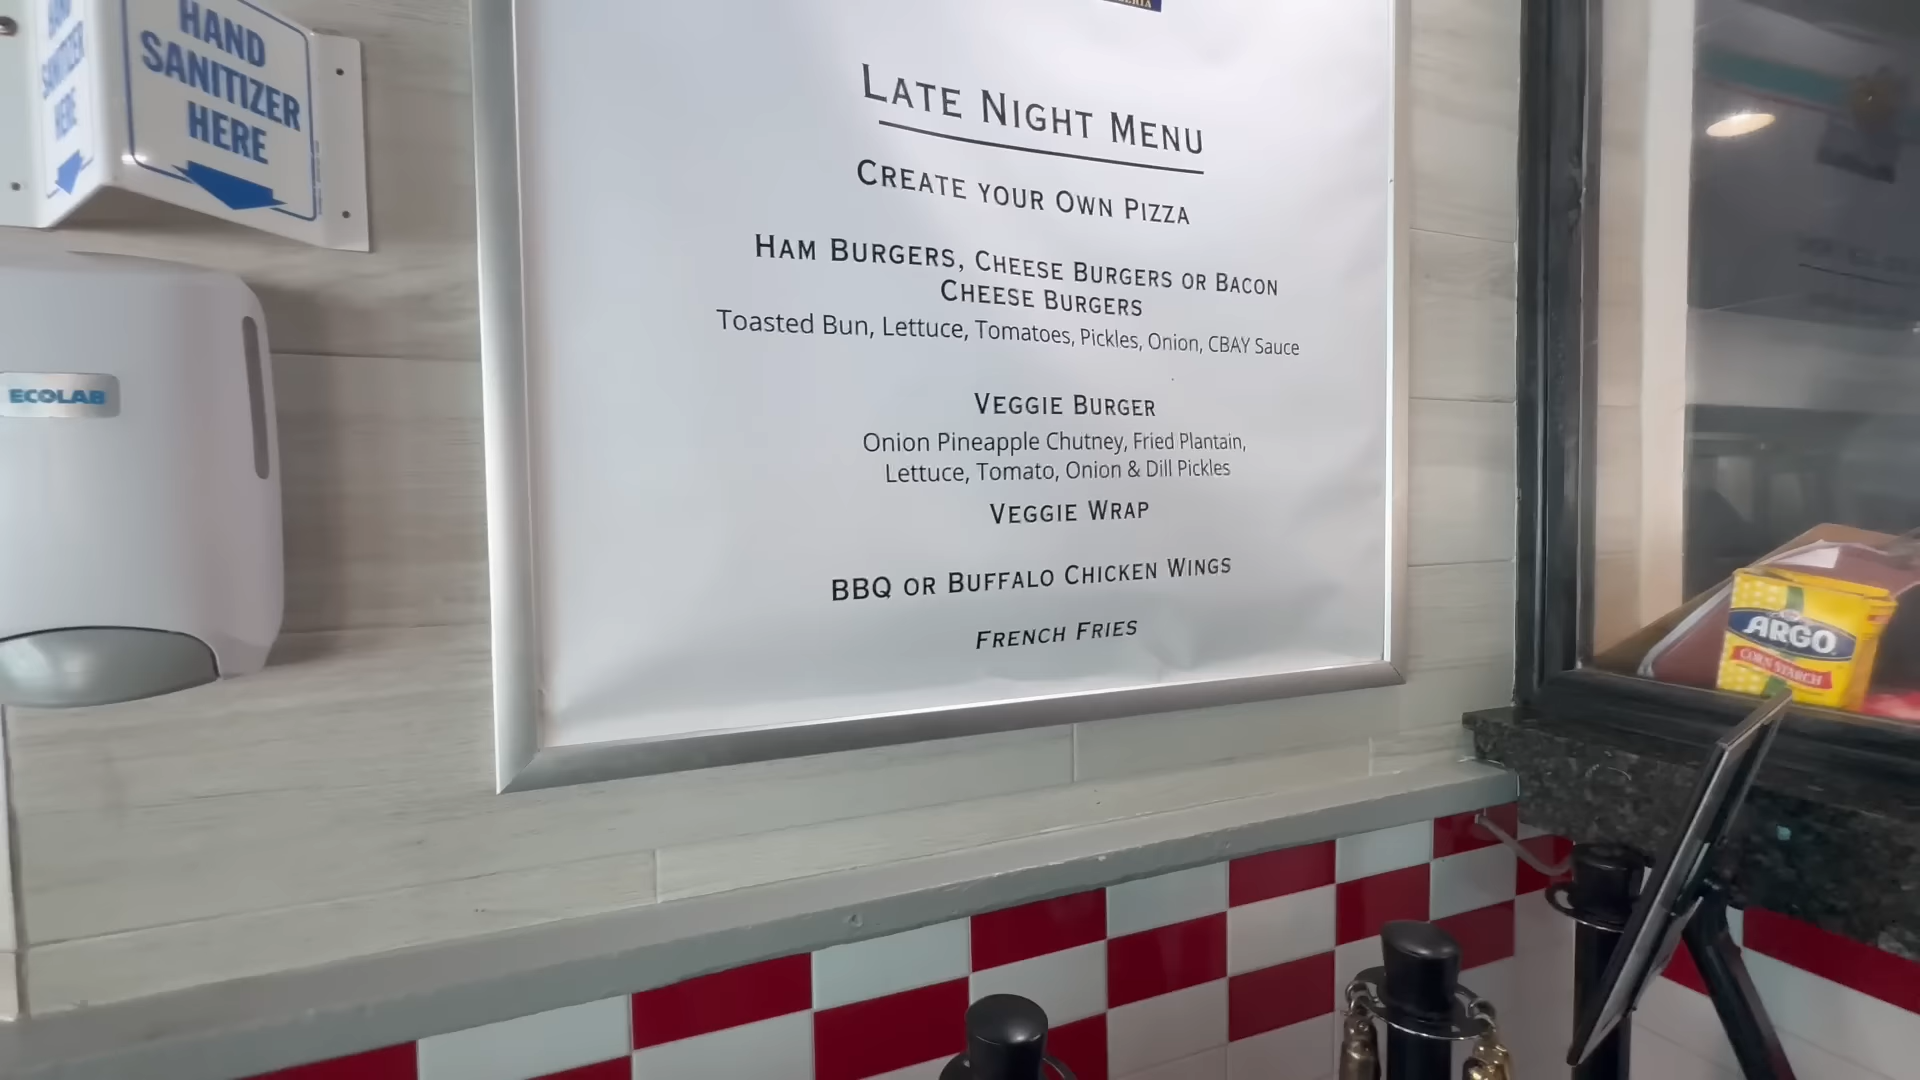 HAND
SANITIZER
HERE
HAND
SANITIZER
HERE
ECOLAB
LATE NIGHT MENU
CREATE YOUR OWN PIZZA
HAM BURGERS, CHEESE BURGERS OR BACON
CHEESE BURGERS
Toasted Bun, Lettuce, Tomatoes, Pickles, Onion, CBAY Sauce
VEGGIE BURGER
Onion Pineapple Chutney, Fried Plantain,
Lettuce, Tomato, Onion & Dill Pickles
VEGGIE WRAP
BBQ OR BUFFALO CHICKEN WINGS
FRENCH FRIES
ARGO
CORN STARCH